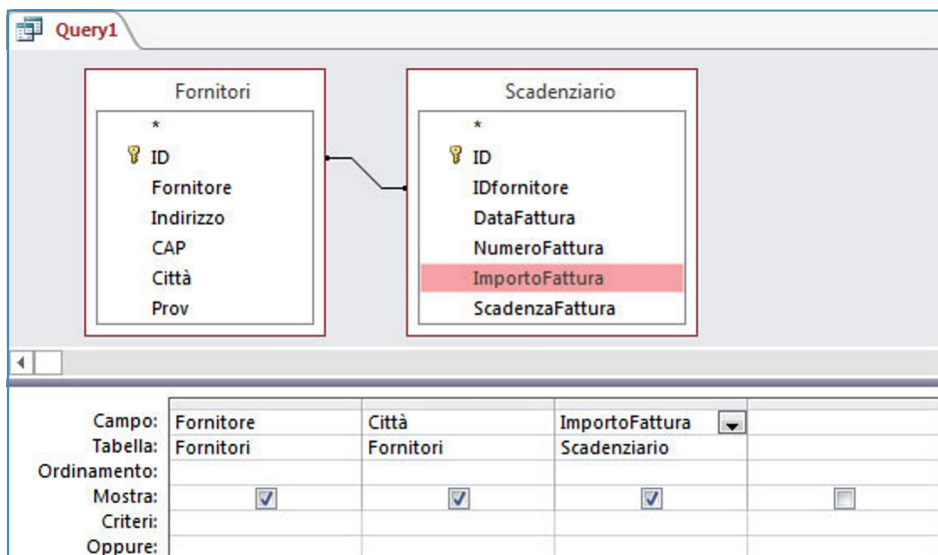 Query1
Fornitori
*
ID
Fornitore
Indirizzo
CAP
Città
Prov
Scadenziario
*
ID
IDfornitore
DataFattura
NumeroFattura
ImportoFattura
ScadenzaFattura
Campo: Fornitore Città ImportoFattura
Tabella: Fornitori Fornitori Scadenziario
Ordinamento:
Mostra:
Criteri:
Oppure: